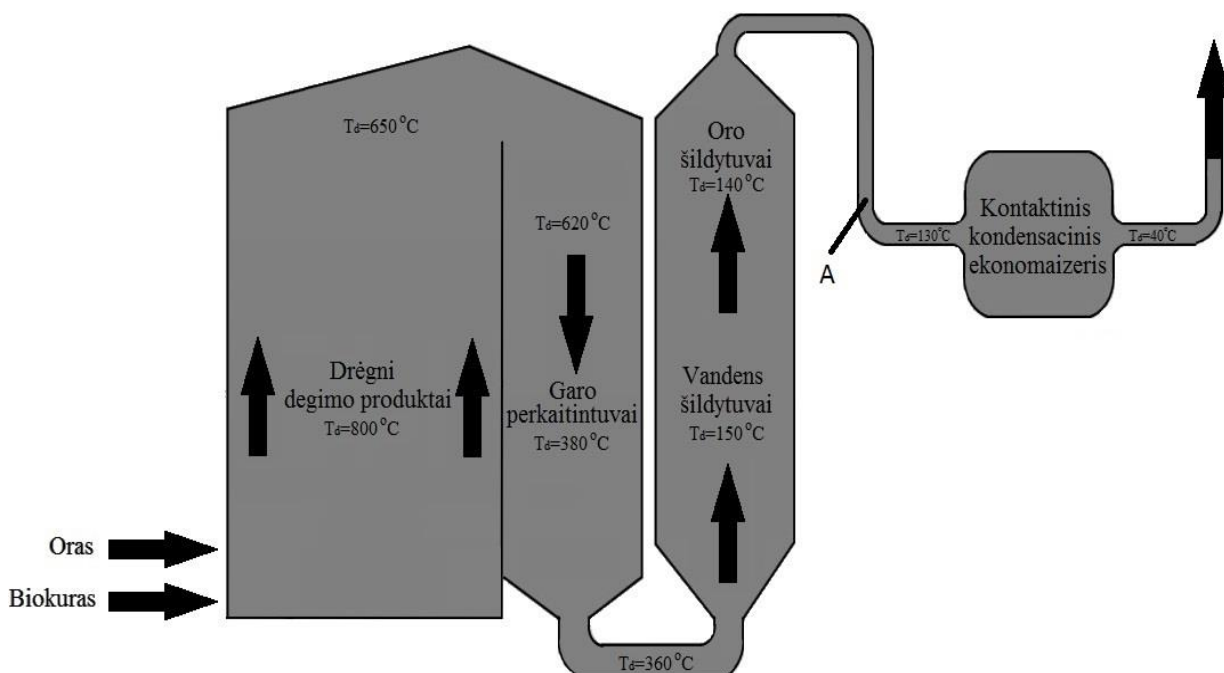 Td=650°C
Td=620°C
Drėgni
degimo produktai
Td=800°C
Garo
perkaitintuvai
Td=380°C
Oras
Biokuras
Td=360°C
Vandens
šildytuvai
Td=150°C
Oro
šildytuvai
Td=140°C
A
Td=130°C
Kontaktinis
kondensacinis
ekonomaizeris
Td=40°C